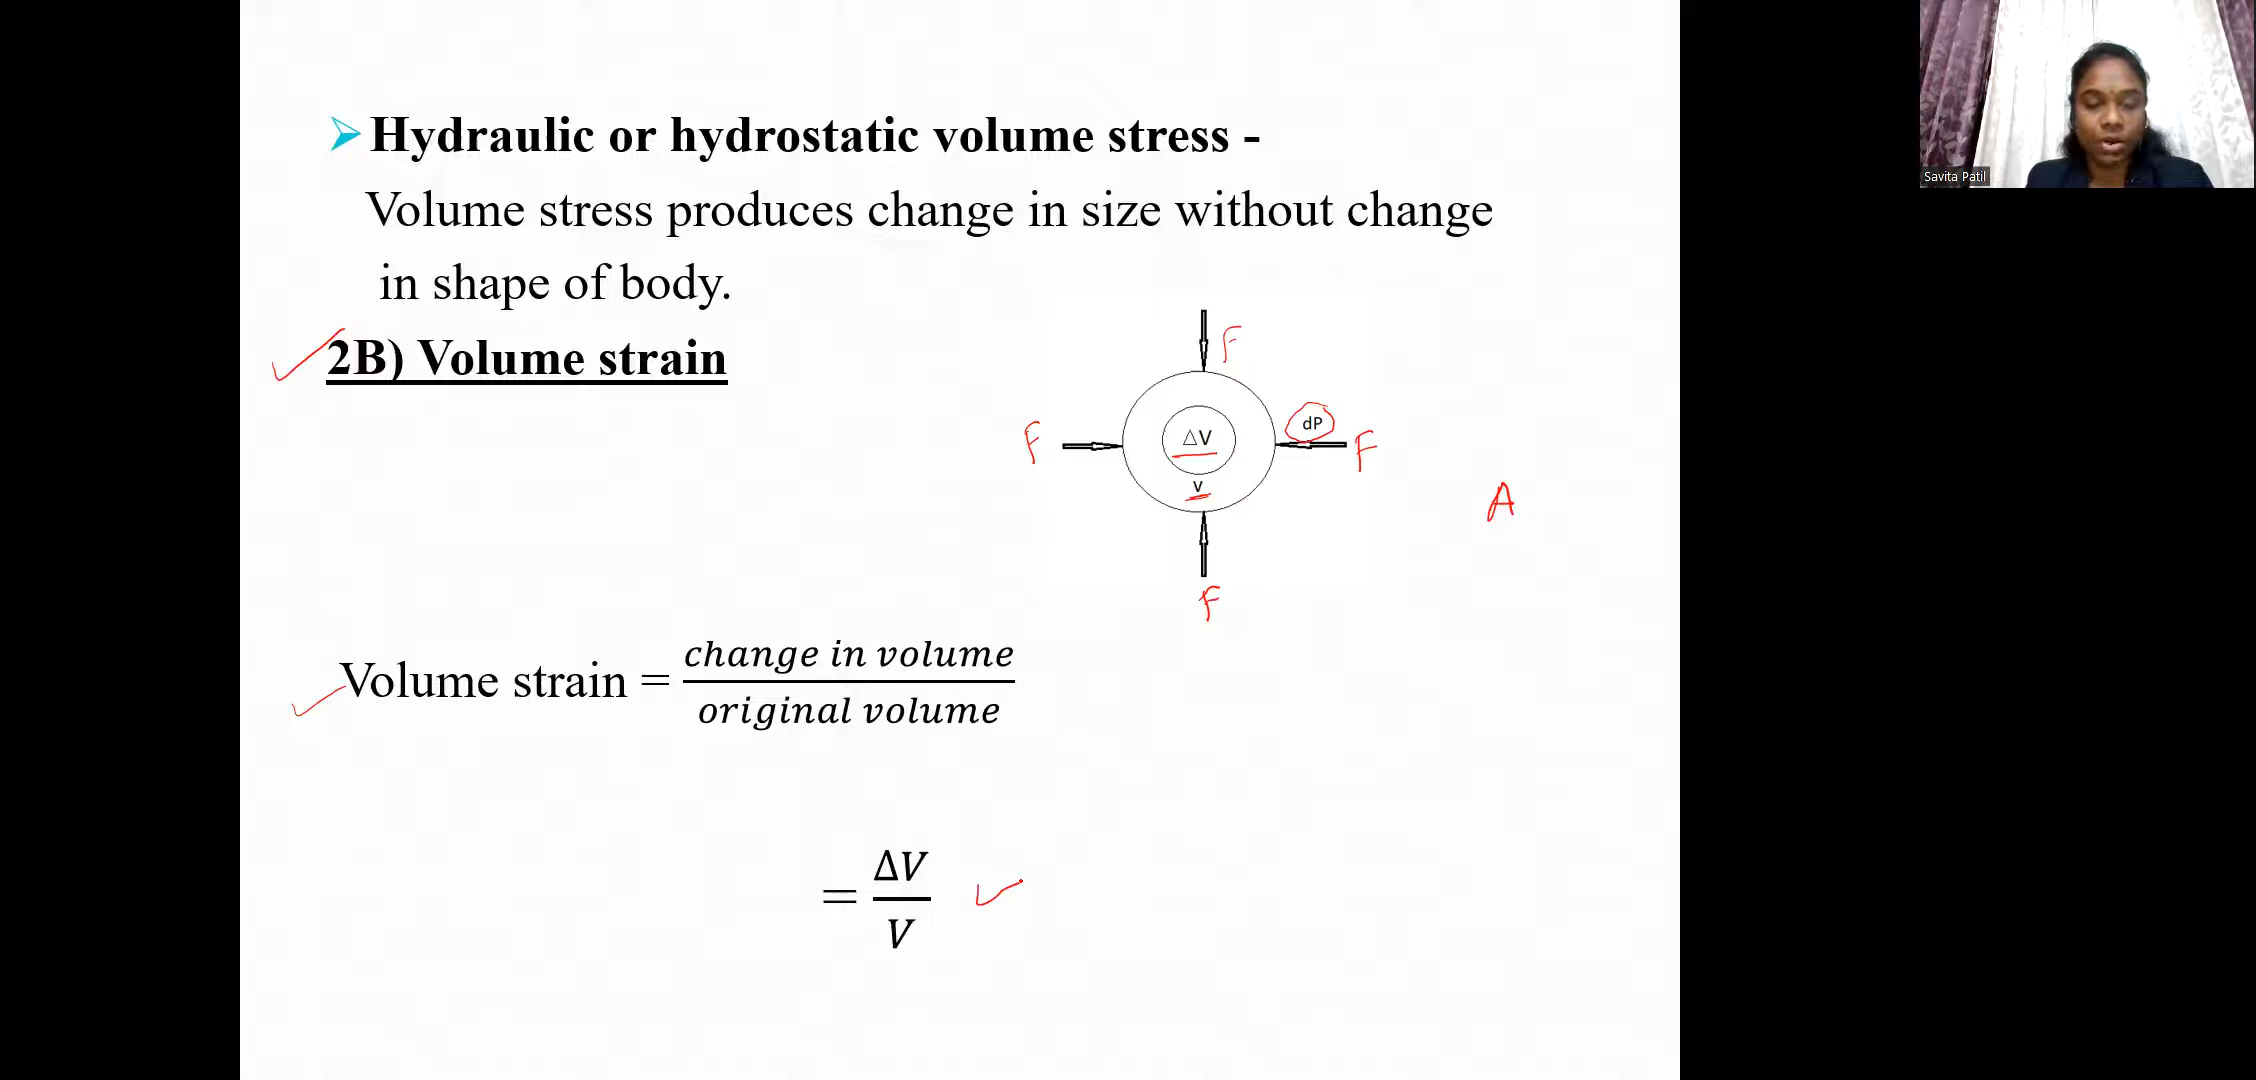 Hydraulic or hydrostatic volume stress -
Volume stress produces change in size without change
in shape of body.
2B) Volume strain
F
F
dP
F
ΔV
v
A
F
Volume strain = change in volume / original volume
= ΔV / V
Savita Patil